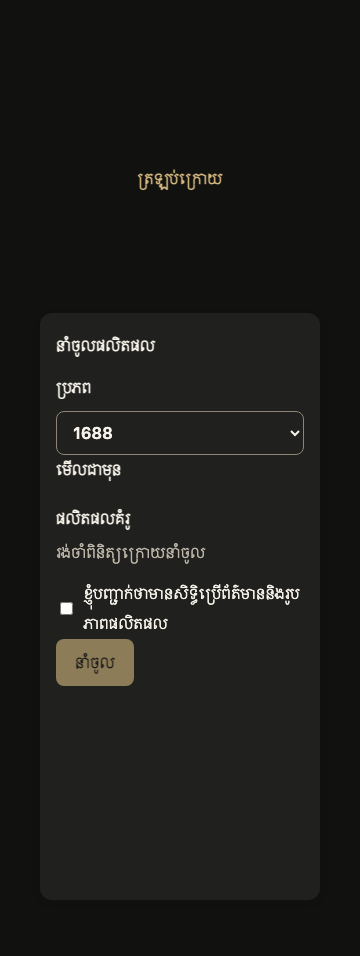 ត្រឡប់ក្រោយ
នាំចូលផលិតផល
ប្រភព
1688
មើលជាមុន
ផលិតផលគំរូ
រង់ចាំពិនិត្យក្រោយនាំចូល
ខ្ញុំបញ្ជាក់ថាមានសិទ្ធិប្រើព័ត៌មាននិងរូប
ភាពផលិតផល
នាំចូល